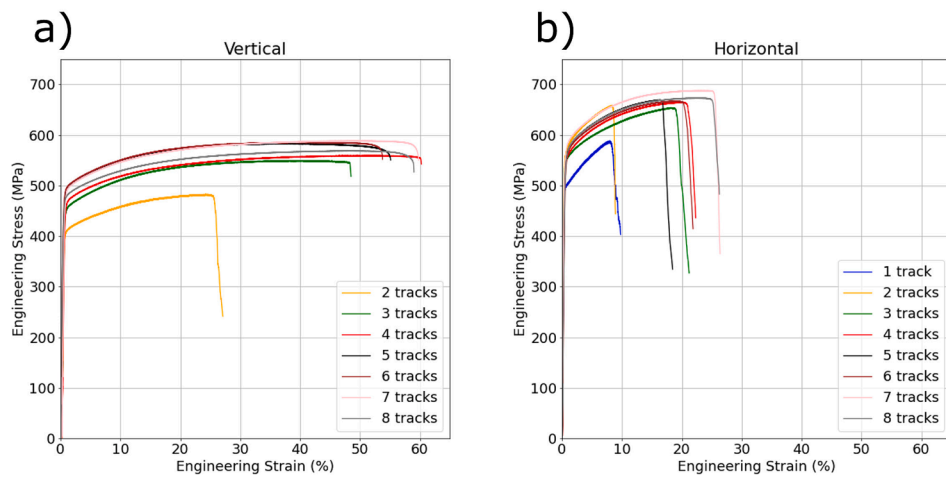 a)
Vertical
Engineering Stress (MPa)
700
600
500
400
300
200
100
0
0 10 20 30 40 50 60
Engineering Strain (%)
2 tracks
3 tracks
4 tracks
5 tracks
6 tracks
7 tracks
8 tracks
b)
Horizontal
Engineering Stress (MPa)
700
600
500
400
300
200
100
0
0 10 20 30 40 50 60
Engineering Strain (%)
1 track
2 tracks
3 tracks
4 tracks
5 tracks
6 tracks
7 tracks
8 tracks